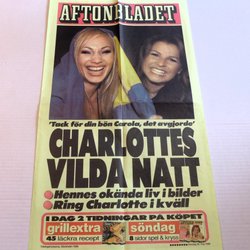 AFTONBLADET
'Tack för din bön Carola, det avgjorde'
CHARLOTTES
VILDA NATT
• Hennes okända liv i bilder
• Ring Charlotte i kväll
I DAG 2 TIDNINGAR PÅ KÖPET
grillextra
45 läckra recept
söndag
8 sidor spel & kryss